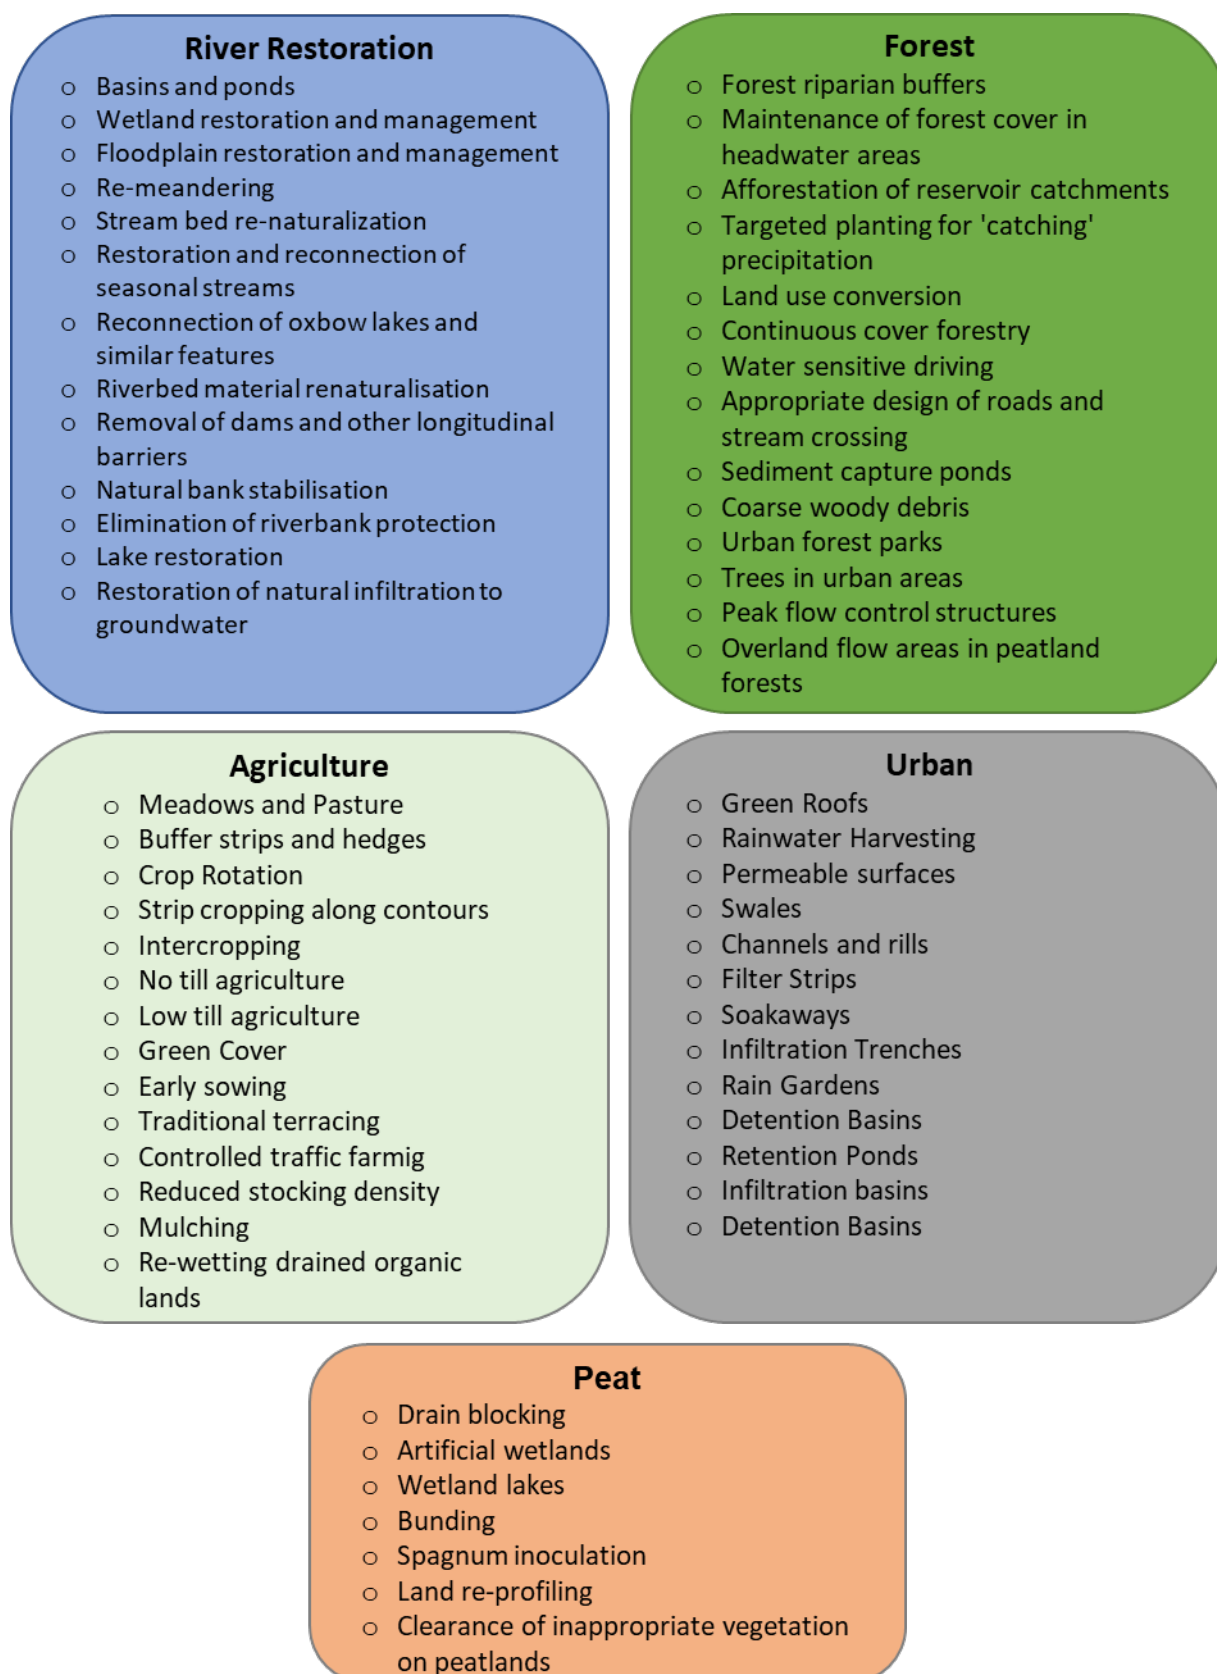 River Restoration
o Basins and ponds
o Wetland restoration and management
o Floodplain restoration and management
o Re-meandering
o Stream bed re-naturalization
o Restoration and reconnection of
seasonal streams
o Reconnection of oxbow lakes and
similar features
o Riverbed material renaturalisation
o Removal of dams and other longitudinal
barriers
o Natural bank stabilisation
o Elimination of riverbank protection
o Lake restoration
o Restoration of natural infiltration to
groundwater
Forest
o Forest riparian buffers
o Maintenance of forest cover in
headwater areas
o Afforestation of reservoir catchments
o Targeted planting for 'catching'
precipitation
o Land use conversion
o Continuous cover forestry
o Water sensitive driving
o Appropriate design of roads and
stream crossing
o Sediment capture ponds
o Coarse woody debris
o Urban forest parks
o Trees in urban areas
o Peak flow control structures
o Overland flow areas in peatland
forests
Agriculture
o Meadows and Pasture
o Buffer strips and hedges
o Crop Rotation
o Strip cropping along contours
o Intercropping
o No till agriculture
o Low till agriculture
o Green Cover
o Early sowing
o Traditional terracing
o Controlled traffic farmig
o Reduced stocking density
o Mulching
o Re-wetting drained organic
lands
Urban
o Green Roofs
o Rainwater Harvesting
o Permeable surfaces
o Swales
o Channels and rills
o Filter Strips
o Soakaways
o Infiltration Trenches
o Rain Gardens
o Detention Basins
o Retention Ponds
o Infiltration basins
o Detention Basins
Peat
o Drain blocking
o Artificial wetlands
o Wetland lakes
o Bunding
o Spagnum inoculation
o Land re-profiling
o Clearance of inappropriate vegetation
on peatlands